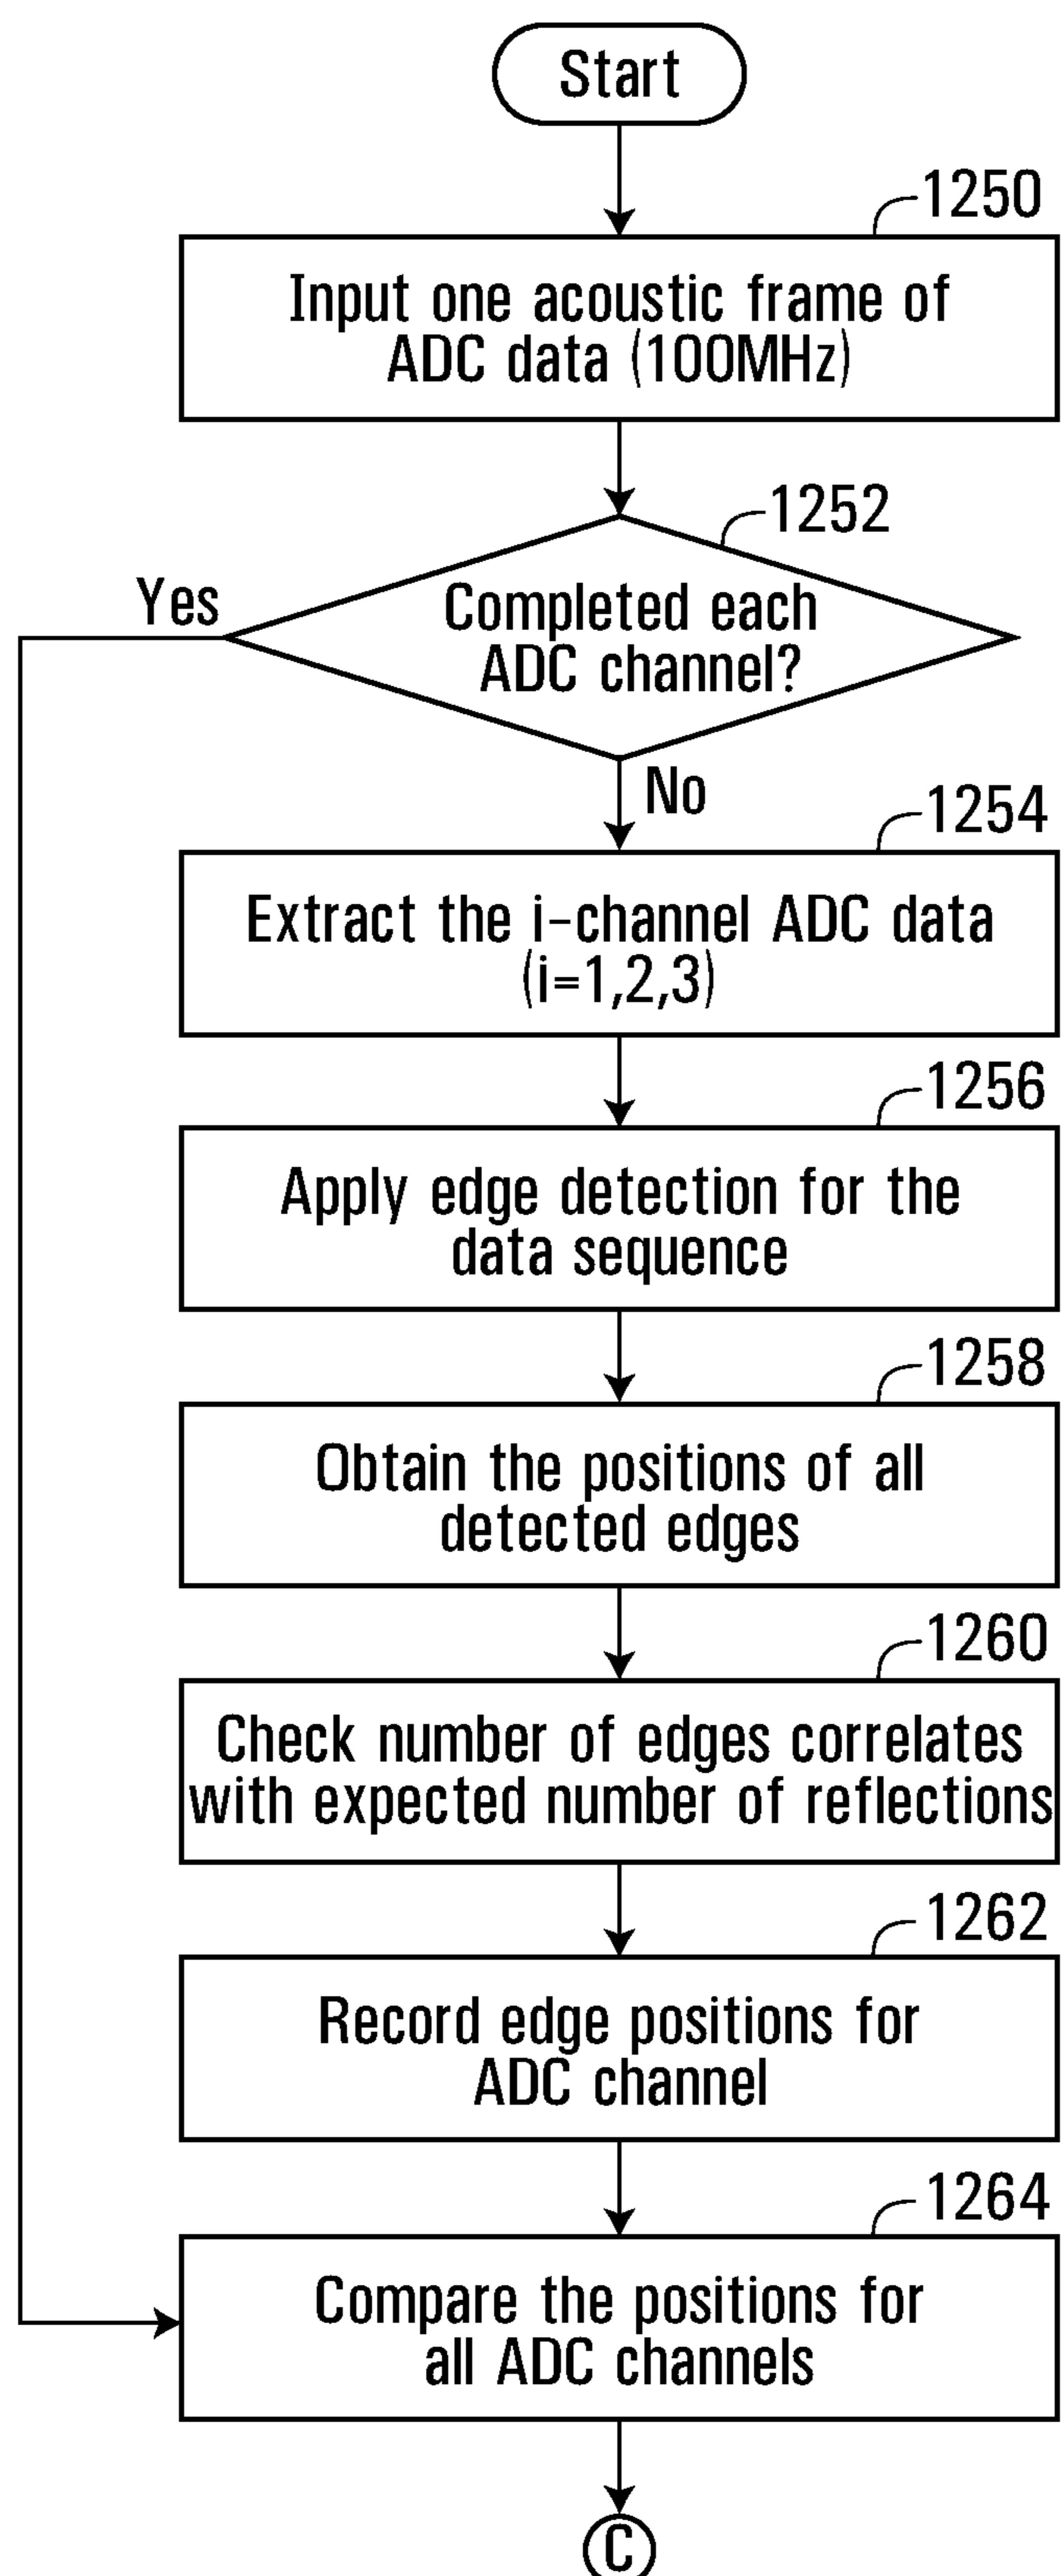 Start
1250
Input one acoustic frame of
ADC data (100MHz)
1252
Yes
Completed each
ADC channel?
No
1254
Extract the i-channel ADC data
(i=1,2,3)
1256
Apply edge detection for the
data sequence
1258
Obtain the positions of all
detected edges
1260
Check number of edges correlates
with expected number of reflections
1262
Record edge positions for
ADC channel
1264
Compare the positions for
all ADC channels
C